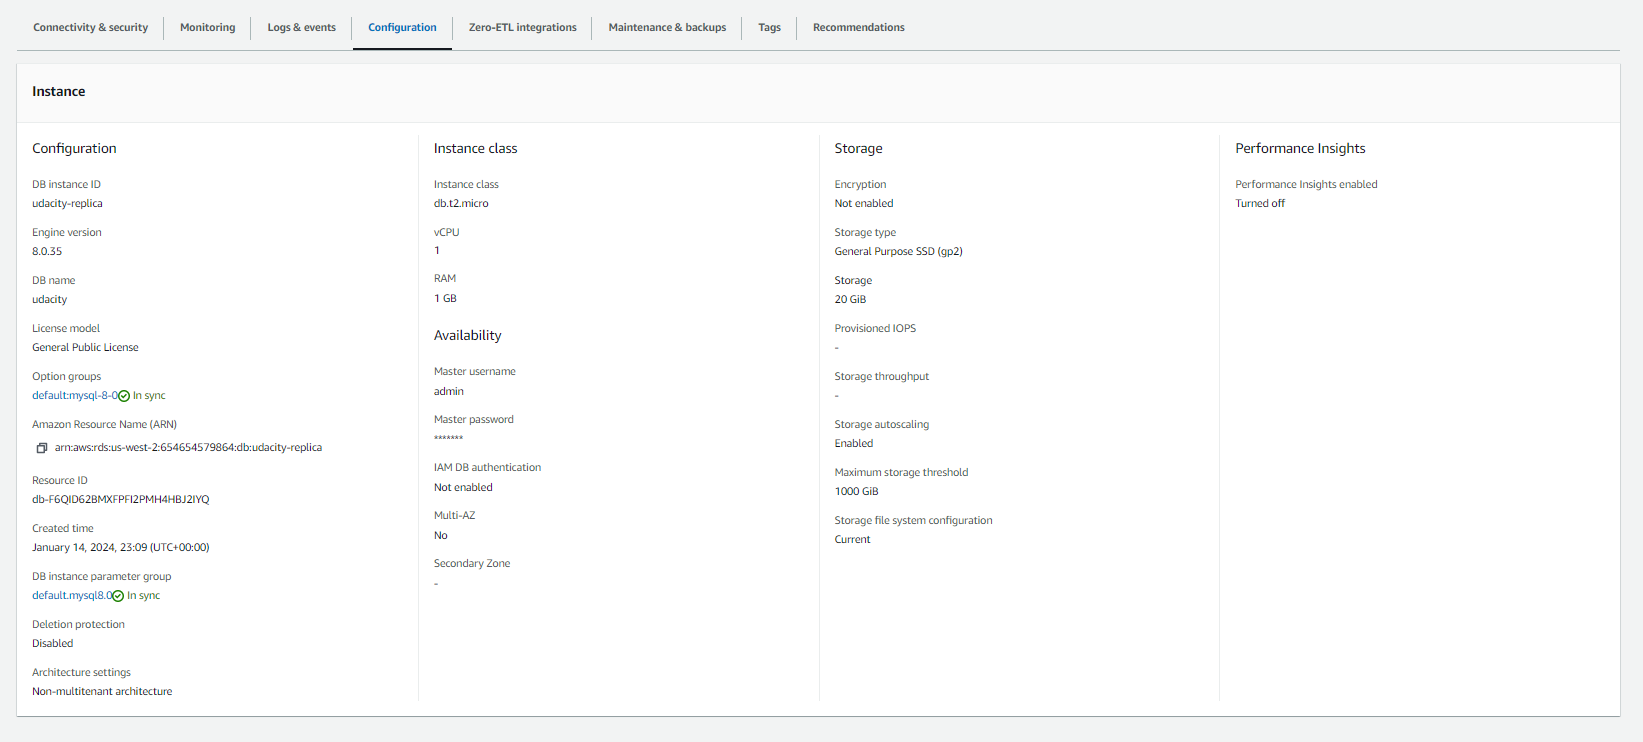 Connectivity & security
Monitoring
Logs & events
Configuration
Zero-ETL integrations
Maintenance & backups
Tags
Recommendations
Instance
Configuration
DB instance ID
udacity-replica
Engine version
8.0.35
DB name
udacity
License model
General Public License
Option groups
default:mysql-8-0 In sync
Amazon Resource Name (ARN)
arn:aws:rds:us-west-2:654654579864:db:udacity-replica
Resource ID
db-F6QID62BMXFPFI2PMH4HBJ2IYQ
Created time
January 14, 2024, 23:09 (UTC+00:00)
DB instance parameter group
default.mysql8.0 In sync
Deletion protection
Disabled
Architecture settings
Non-multitenant architecture
Instance class
Instance class
db.t2.micro
vCPU
1
RAM
1 GB
Availability
Master username
admin
Master password
*******
IAM DB authentication
Not enabled
Multi-AZ
No
Secondary Zone
-
Storage
Encryption
Not enabled
Storage type
General Purpose SSD (gp2)
Storage
20 GiB
Provisioned IOPS
-
Storage throughput
-
Storage autoscaling
Enabled
Maximum storage threshold
1000 GiB
Storage file system configuration
Current
Performance Insights
Performance Insights enabled
Turned off